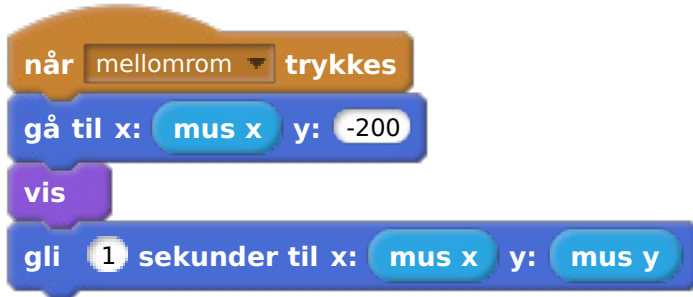 når mellomrom trykkes
gå til x: mus x y: -200
vis
gli 1 sekunder til x: mus x y: mus y